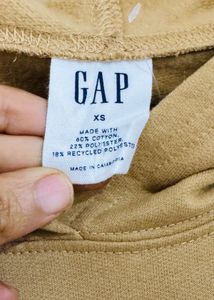 GAP
XS
MADE WITH
60% COTTON,
22% POLYESTER,
18% RECYCLED POLYESTER
MADE IN CAMBODIA